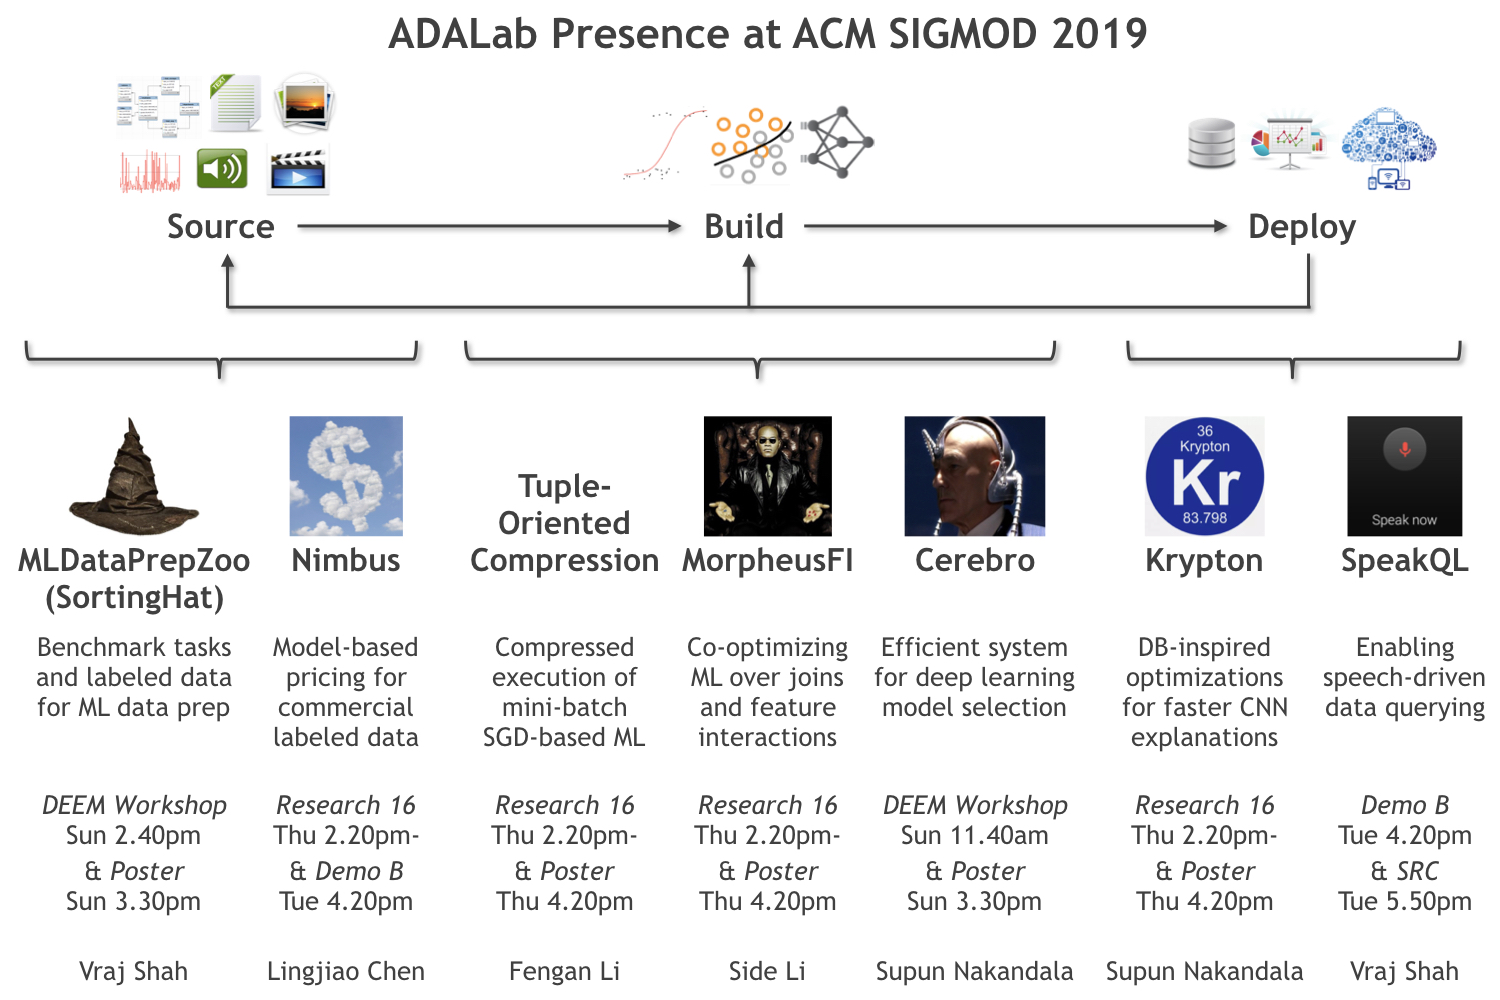 ADALab Presence at ACM SIGMOD 2019
TEXT
Source
Build
Deploy
36
Krypton
Kr
83.798
Speak now
MLDataPrepZoo
(SortingHat)
Benchmark tasks
and labeled data
for ML data prep
DEEM Workshop
Sun 2.40pm
& Poster
Sun 3.30pm
Vraj Shah
Nimbus
Model-based
pricing for
commercial
labeled data
Research 16
Thu 2.20pm-
& Demo B
Tue 4.20pm
Lingjiao Chen
Tuple-
Oriented
Compression
Compressed
execution of
mini-batch
SGD-based ML
Research 16
Thu 2.20pm-
& Poster
Thu 4.20pm
Fengan Li
MorpheusFI
Co-optimizing
ML over joins
and feature
interactions
Research 16
Thu 2.20pm-
& Poster
Thu 4.20pm
Side Li
Cerebro
Efficient system
for deep learning
model selection
DEEM Workshop
Sun 11.40am
& Poster
Sun 3.30pm
Supun Nakandala
Krypton
DB-inspired
optimizations
for faster CNN
explanations
Research 16
Thu 2.20pm-
& Poster
Thu 4.20pm
Supun Nakandala
SpeakQL
Enabling
speech-driven
data querying
Demo B
Tue 4.20pm
& SRC
Tue 5.50pm
Vraj Shah